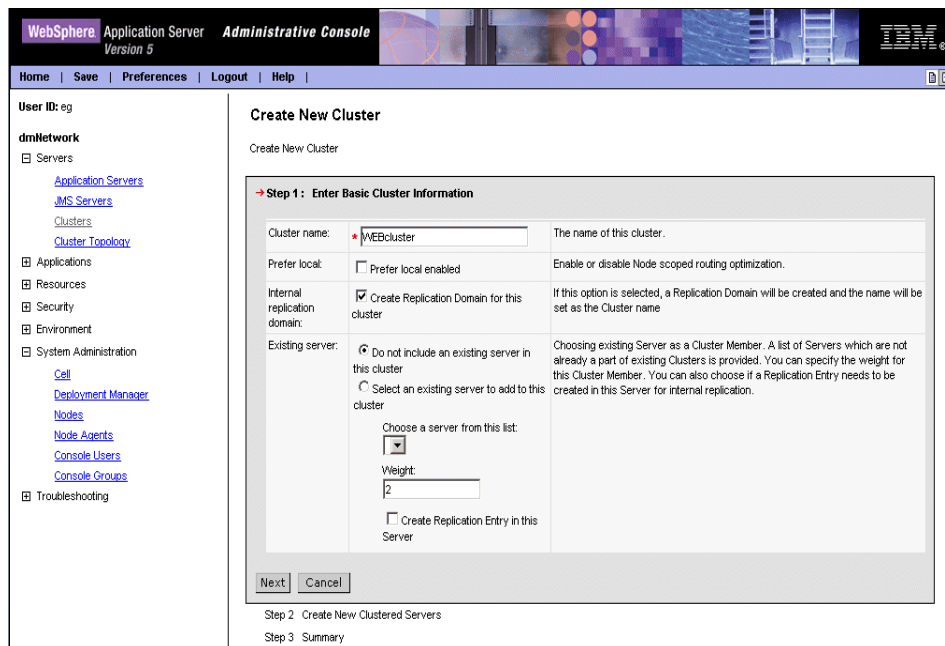 WebSphere Application Server Administrative Console
Version 5
IBM
Home | Save | Preferences | Logout | Help |
User ID: eg
dmNetwork
Servers
Application Servers
JMS Servers
Clusters
Cluster Topology
Applications
Resources
Security
Environment
System Administration
Cell
Deployment Manager
Nodes
Node Agents
Console Users
Console Groups
Troubleshooting
Create New Cluster
Create New Cluster
Step 1 : Enter Basic Cluster Information
Cluster name:
* WEBcluster
The name of this cluster.
Prefer local:
Prefer local enabled
Enable or disable Node scoped routing optimization.
Internal
replication
domain:
Create Replication Domain for this
cluster
If this option is selected, a Replication Domain will be created and the name will be
set as the Cluster name
Existing server:
Do not include an existing server in
this cluster
Select an existing server to add to this
cluster
Choose a server from this list:
Weight:
2
Create Replication Entry in this
Server
Choosing existing Server as a Cluster Member. A list of Servers which are not
already a part of existing Clusters is provided. You can specify the weight for
this Cluster Member. You can also choose if a Replication Entry needs to be
created in this Server for internal replication.
Next Cancel
Step 2 Create New Clustered Servers
Step 3 Summary